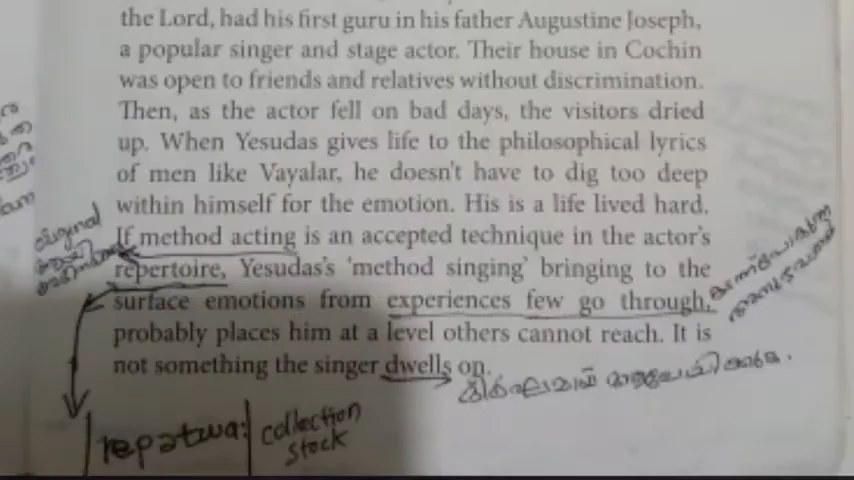 the Lord, had his first guru in his father Augustine Joseph,
a popular singer and stage actor. Their house in Cochin
was open to friends and relatives without discrimination.
Then, as the actor fell on bad days, the visitors dried
up. When Yesudas gives life to the philosophical lyrics
of men like Vayalar, he doesn't have to dig too deep
within himself for the emotion. His is a life lived hard.
original
If method acting is an accepted technique in the actor's
repertoire, Yesudas's 'method singing' bringing to the
surface emotions from experiences few go through,
probably places him at a level others cannot reach. It is
not something the singer dwells on.
collection
stock